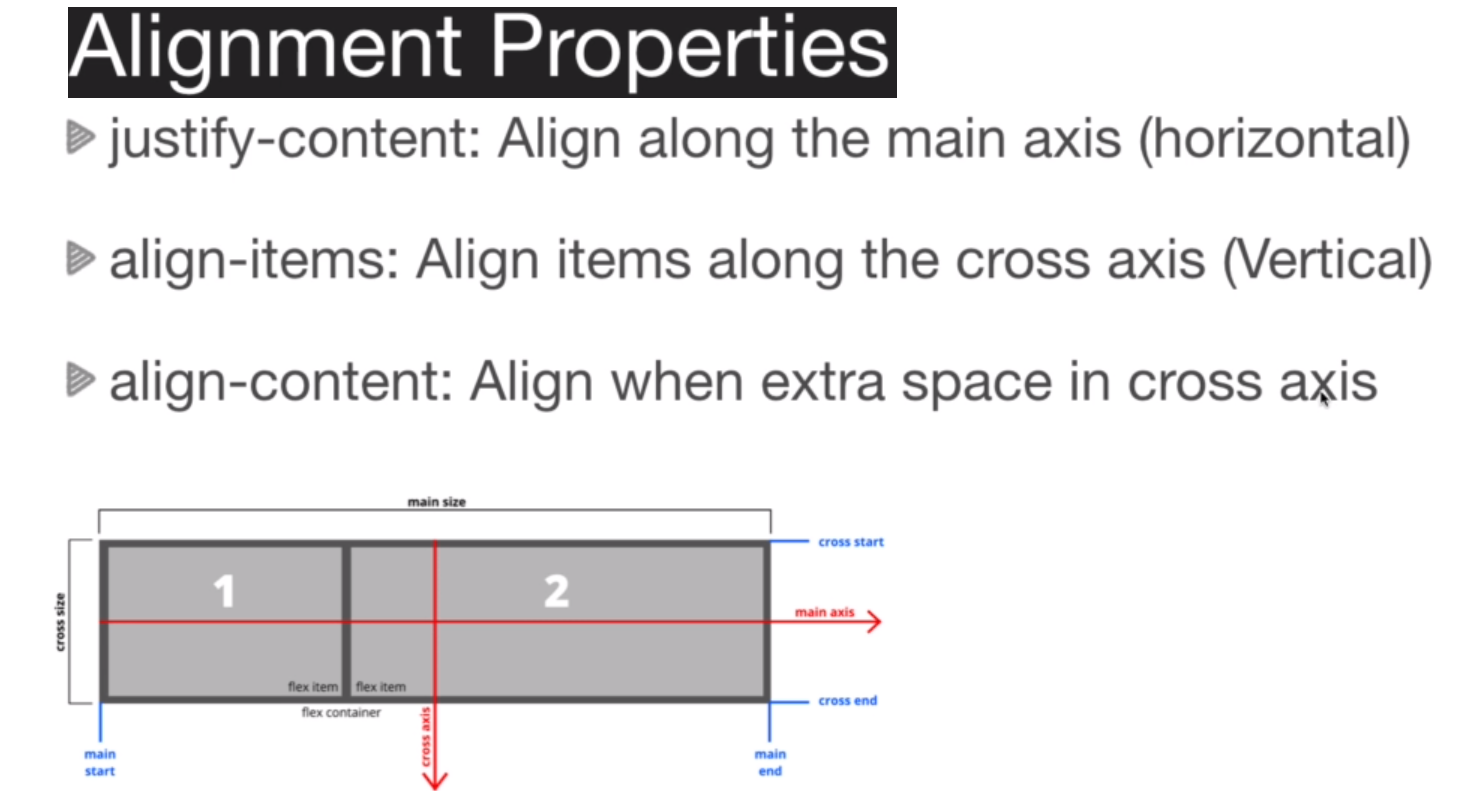 Alignment Properties
justify-content: Align along the main axis (horizontal)
align-items: Align items along the cross axis (Vertical)
align-content: Align when extra space in cross axis
main size
cross start
1
2
cross size
main axis
flex item
flex item
cross end
flex container
cross axis
main
start
main
end